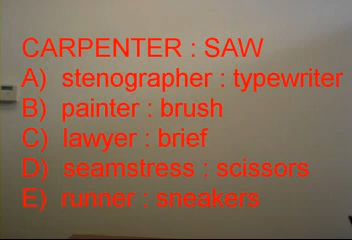 CARPENTER : SAW
A) stenographer : typewriter
B) painter : brush
C) lawyer : brief
D) seamstress : scissors
E) runner : sneakers